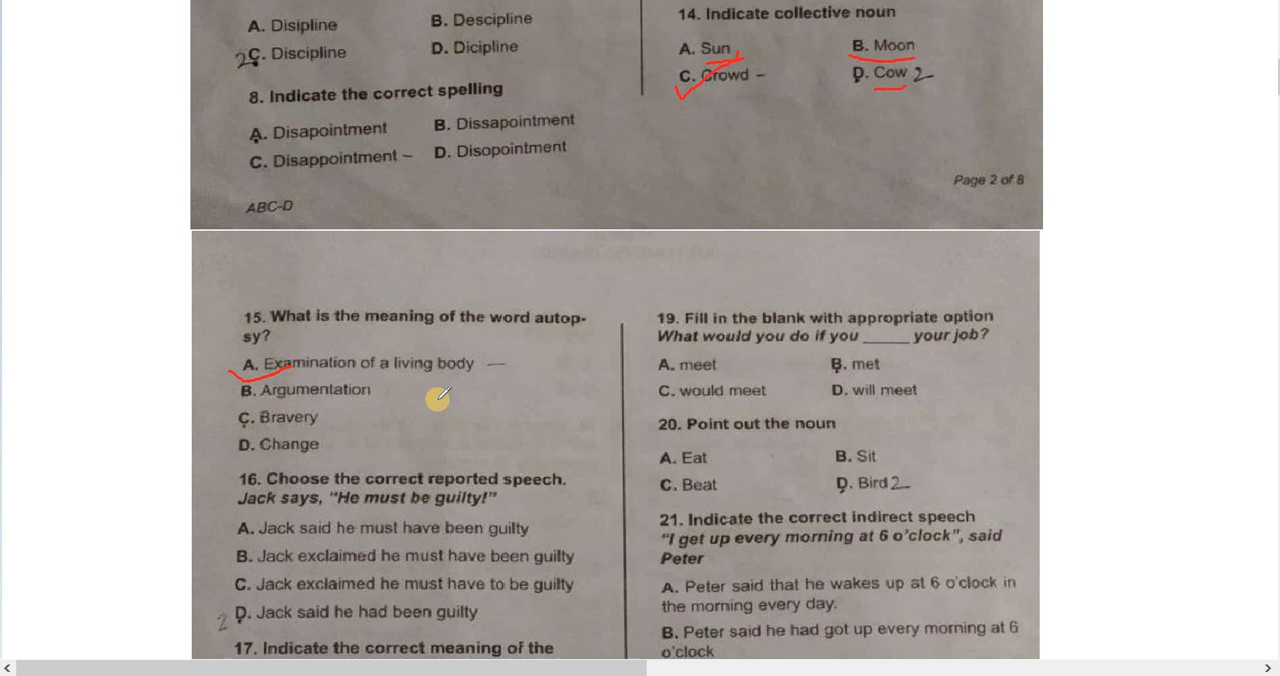 A. Disipline
B. Descipline
C. Discipline
D. Dicipline
8. Indicate the correct spelling
A. Disapointment
B. Dissapointment
C. Disappointment
D. Disopointment
ABC-D
14. Indicate collective noun
A. Sun
B. Moon
C. Crowd
D. Cow
Page 2 of 8
15. What is the meaning of the word autop-
sy?
A. Examination of a living body
B. Argumentation
C. Bravery
D. Change
16. Choose the correct reported speech.
Jack says, "He must be guilty!"
A. Jack said he must have been guilty
B. Jack exclaimed he must have been guilty
C. Jack exclaimed he must have to be guilty
D. Jack said he had been guilty
17. Indicate the correct meaning of the
19. Fill in the blank with appropriate option
What would you do if you _____ your job?
A. meet
B. met
C. would meet
D. will meet
20. Point out the noun
A. Eat
B. Sit
C. Beat
D. Bird
21. Indicate the correct indirect speech
"I get up every morning at 6 o'clock", said
Peter
A. Peter said that he wakes up at 6 o'clock in
the morning every day.
B. Peter said he had got up every morning at 6
o'clock